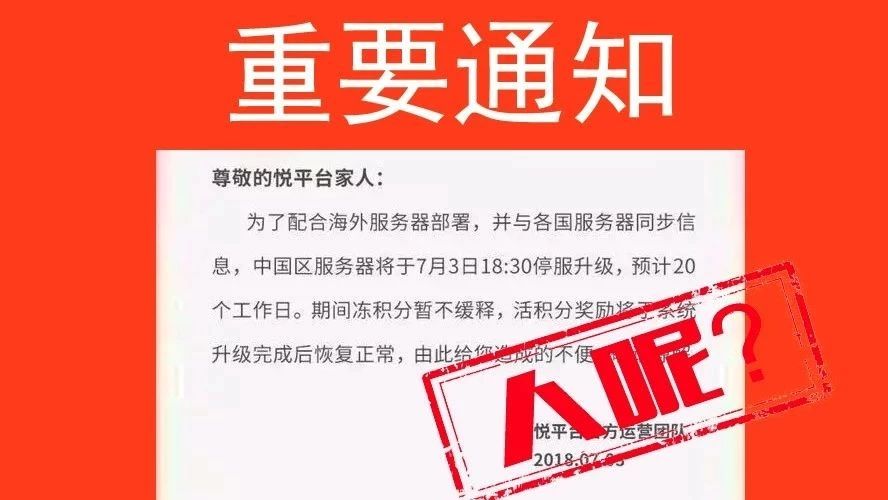 重要通知
尊敬的悦平台家人：
为了配合海外服务器部署，并与各国服务器同步信
息，中国区服务器将于7月3日18:30停服升级，预计20
个工作日。期间冻积分暂不缓释，活积分奖励将于系统
升级完成后恢复正常，由此给您造成的不便
人呢?
悦平台官方运营团队
2018.07.03